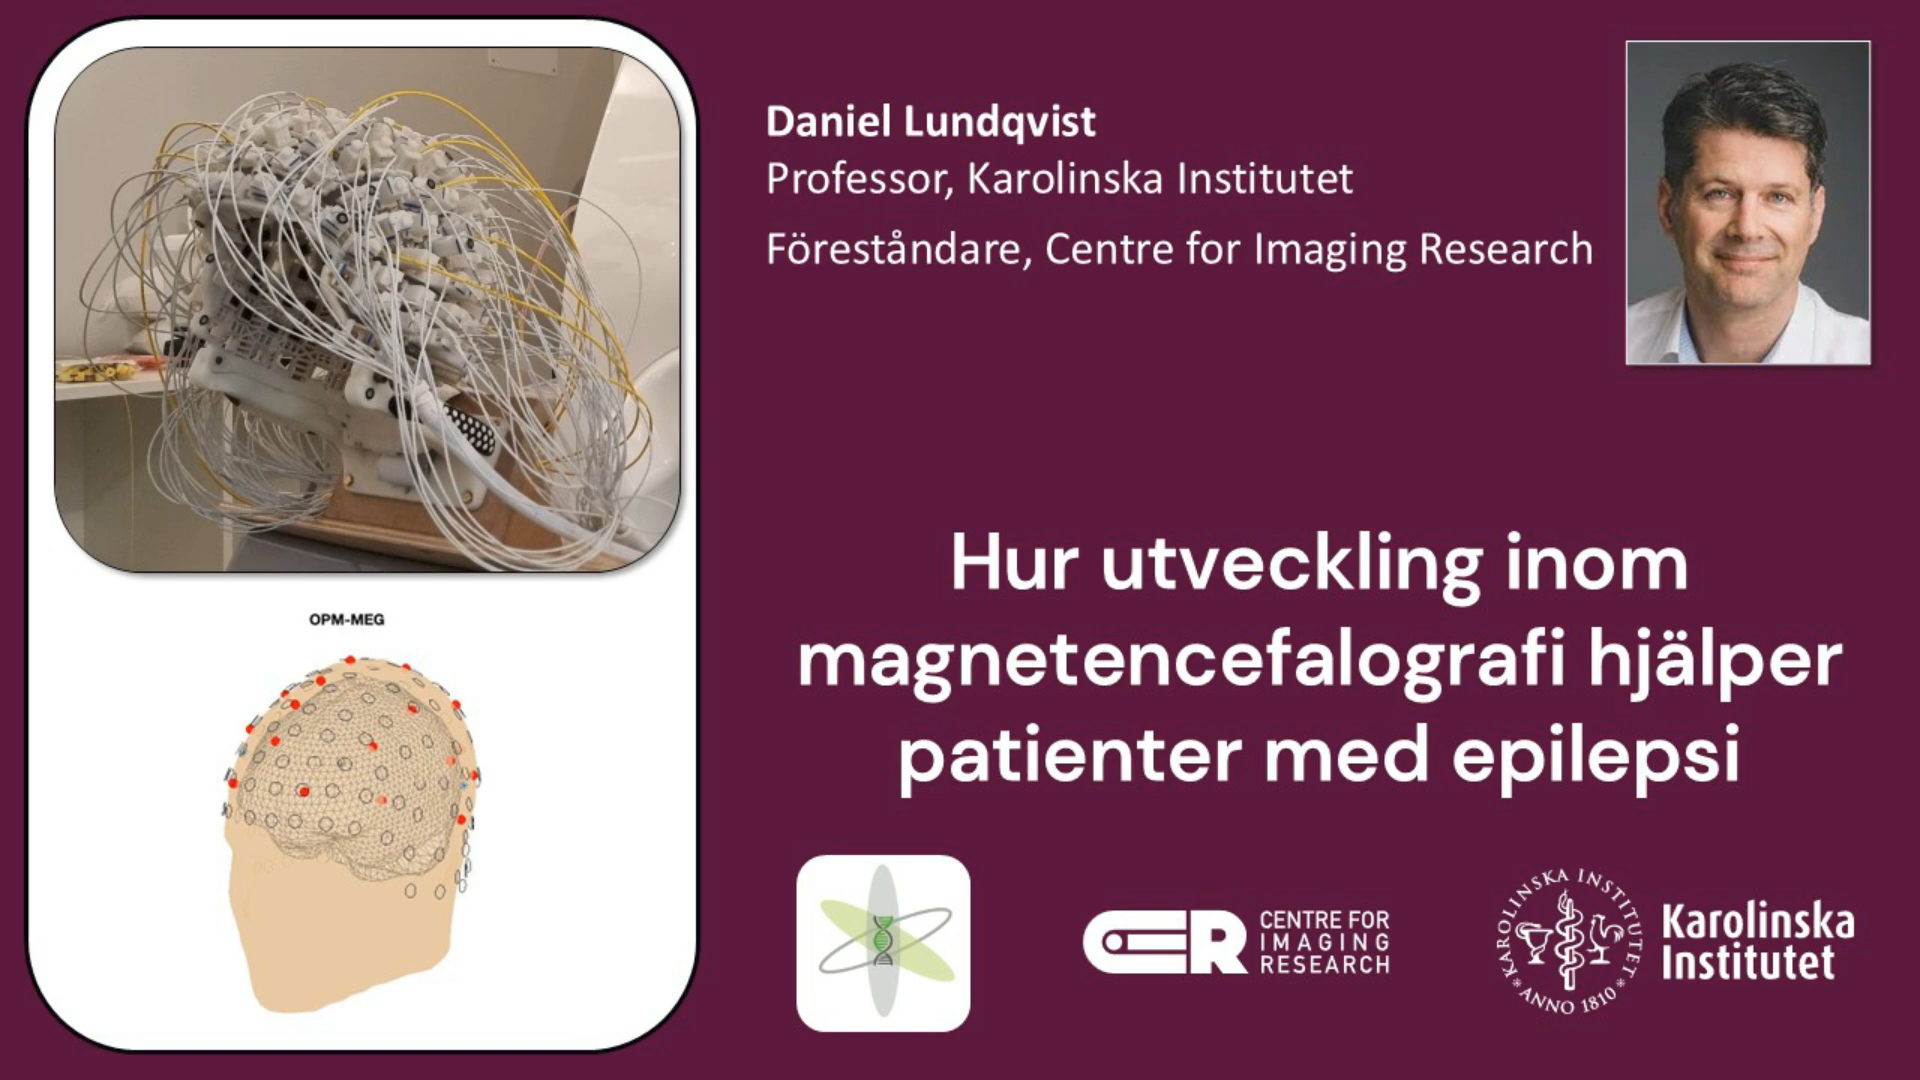 Daniel Lundqvist
Professor, Karolinska Institutet
Föreståndare, Centre for Imaging Research
OPM-MEG
Hur utveckling inom
magnetencefalografi hjälper
patienter med epilepsi
CENTRE FOR
IMAGING
RESEARCH
KAROLINSKA INSTITUTET
ANNO 1810
Karolinska
Institutet